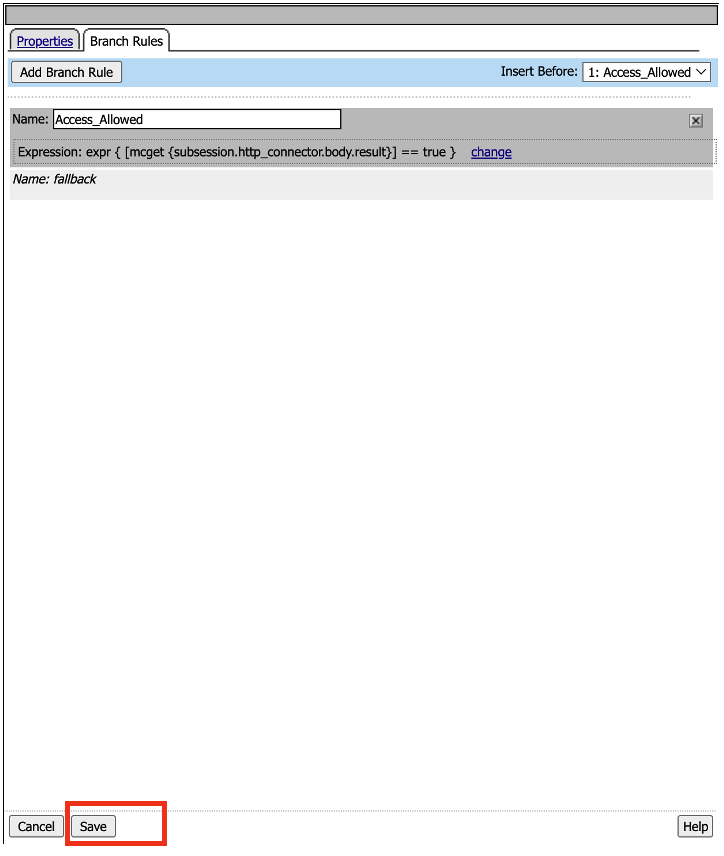 Properties Branch Rules
Add Branch Rule Insert Before: 1: Access_Allowed
Name: Access_Allowed
Expression: expr { [mcget {subsession.http_connector.body.result}] == true } change
Name: fallback
Cancel Save Help